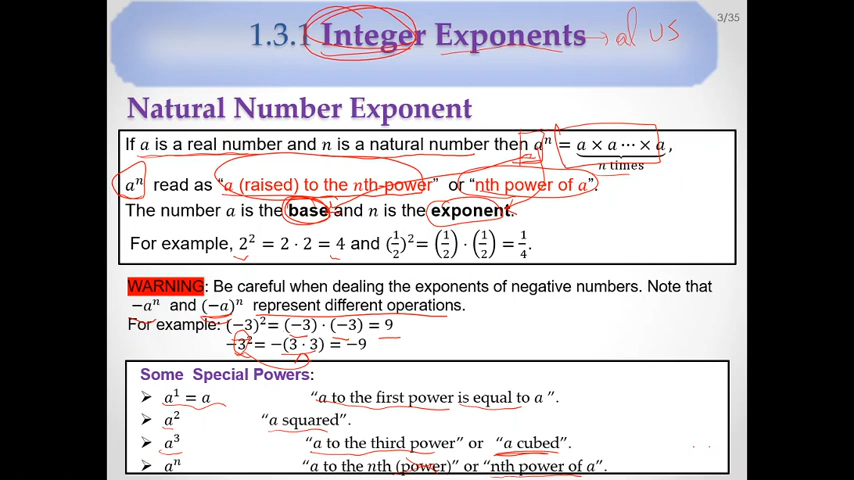 3/35
1.3.1 Integer Exponents
Natural Number Exponent
If a is a real number and n is a natural number then aⁿ = a × a ⋯ × a,
n times
aⁿ read as "a (raised) to the nth-power" or "nth power of a".
The number a is the base and n is the exponent.
For example, 2² = 2 · 2 = 4 and (1/2)² = (1/2) · (1/2) = 1/4.
WARNING: Be careful when dealing the exponents of negative numbers. Note that
−aⁿ and (−a)ⁿ represent different operations.
For example: (−3)² = (−3) · (−3) = 9
−3² = −(3 · 3) = −9
Some Special Powers:
➢ a¹ = a "a to the first power is equal to a ".
➢ a² "a squared".
➢ a³ "a to the third power" or "a cubed".
➢ aⁿ "a to the nth (power)" or "nth power of a".